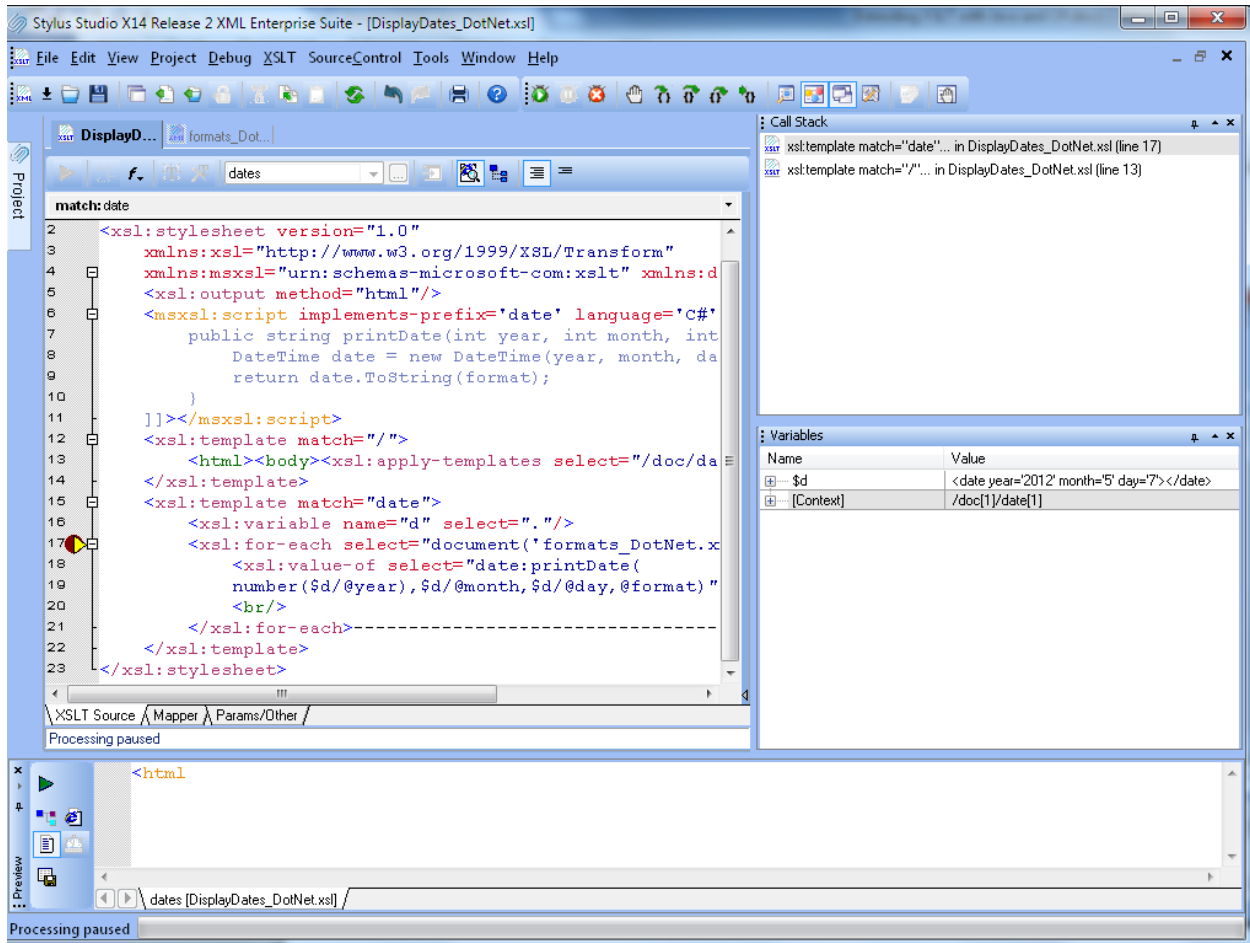 Stylus Studio X14 Release 2 XML Enterprise Suite - [DisplayDates_DotNet.xsl]
File Edit View Project Debug XSLT SourceControl Tools Window Help
DisplayD... formats_Dot...
Project
dates
match: date
2 <xsl:stylesheet version="1.0"
3 xmlns:xsl="http://www.w3.org/1999/XSL/Transform"
4 xmlns:msxsl="urn:schemas-microsoft-com:xslt" xmlns:d
5 <xsl:output method="html"/>
6 <msxsl:script implements-prefix='date' language='C#'
7 public string printDate(int year, int month, int
8 DateTime date = new DateTime(year, month, da
9 return date.ToString(format);
10 }
11 ]]></msxsl:script>
12 <xsl:template match="/">
13 <html><body><xsl:apply-templates select="/doc/da
14 </xsl:template>
15 <xsl:template match="date">
16 <xsl:variable name="d" select="."/>
17 <xsl:for-each select="document('formats_DotNet.x
18 <xsl:value-of select="date:printDate(
19 number($d/@year),$d/@month,$d/@day,@format)"
20 <br/>
21 </xsl:for-each>---------------------------------
22 </xsl:template>
23 </xsl:stylesheet>
XSLT Source Mapper Params/Other
Processing paused
Call Stack
xsl:template match="date"... in DisplayDates_DotNet.xsl (line 17)
xsl:template match="/"... in DisplayDates_DotNet.xsl (line 13)
Variables
Name Value
$d <date year='2012' month='5' day='7'></date>
[Context] /doc[1]/date[1]
Preview
<html
dates [DisplayDates_DotNet.xsl]
Processing paused